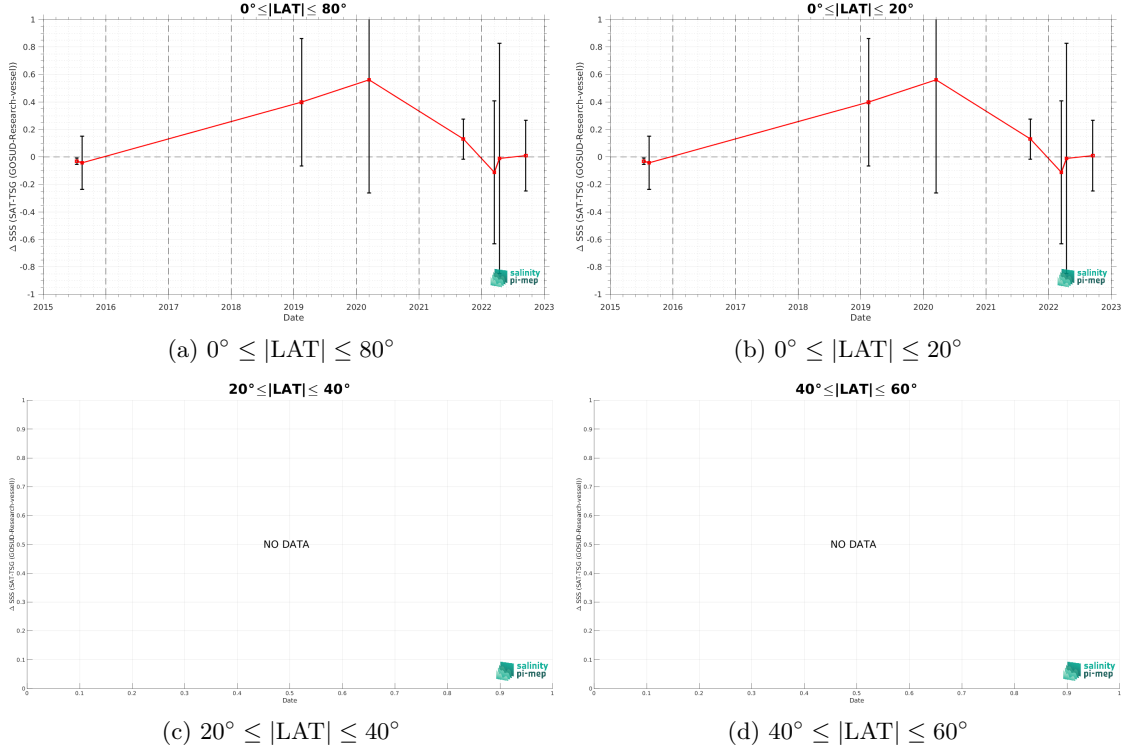 0°≤|LAT|≤ 80°
1
0.8
0.6
0.4
0.2
0
-0.2
-0.4
-0.6
-0.8
-1
Δ SSS (SAT-TSG (GOSUD-Research-vessel))
2015 2016 2017 2018 2019 2020 2021 2022 2023
Date
salinity
pi-mep
(a) 0° ≤ |LAT| ≤ 80°
0°≤|LAT|≤ 20°
1
0.8
0.6
0.4
0.2
0
-0.2
-0.4
-0.6
-0.8
-1
Δ SSS (SAT-TSG (GOSUD-Research-vessel))
2015 2016 2017 2018 2019 2020 2021 2022 2023
Date
salinity
pi-mep
(b) 0° ≤ |LAT| ≤ 20°
20°≤|LAT|≤ 40°
1
0.9
0.8
0.7
0.6
0.5
0.4
0.3
0.2
0.1
0
Δ SSS (SAT-TSG (GOSUD-Research-vessel))
NO DATA
0 0.1 0.2 0.3 0.4 0.5 0.6 0.7 0.8 0.9 1
Date
salinity
pi-mep
(c) 20° ≤ |LAT| ≤ 40°
40°≤|LAT|≤ 60°
1
0.9
0.8
0.7
0.6
0.5
0.4
0.3
0.2
0.1
0
Δ SSS (SAT-TSG (GOSUD-Research-vessel))
NO DATA
0 0.1 0.2 0.3 0.4 0.5 0.6 0.7 0.8 0.9 1
Date
salinity
pi-mep
(d) 40° ≤ |LAT| ≤ 60°